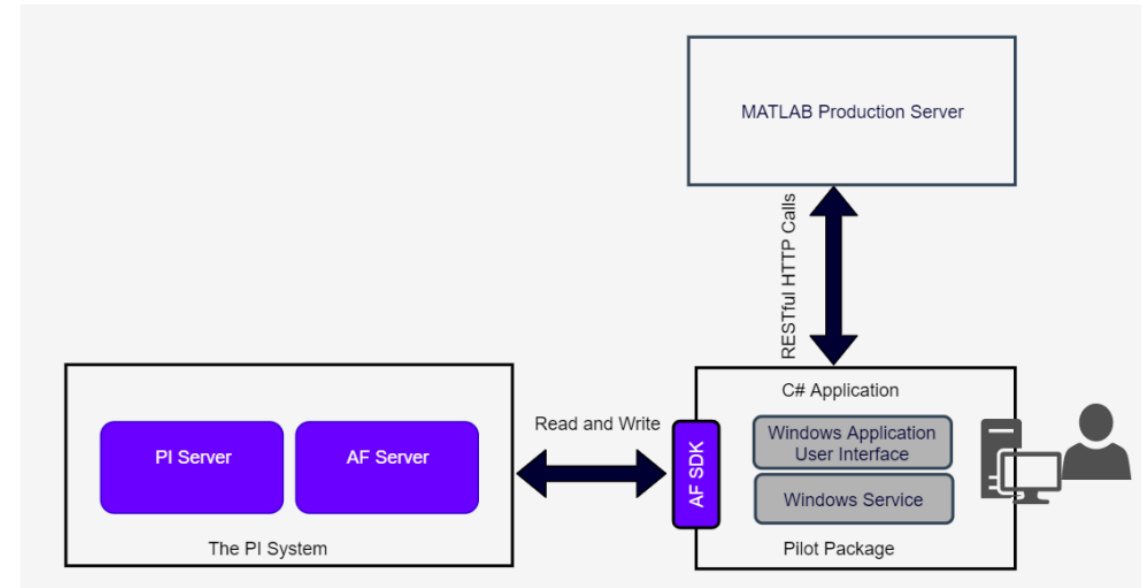 MATLAB Production Server
RESTful HTTP Calls
C# Application
Read and Write
Windows Application
User Interface
PI Server
AF Server
AF SDK
Windows Service
The PI System
Pilot Package